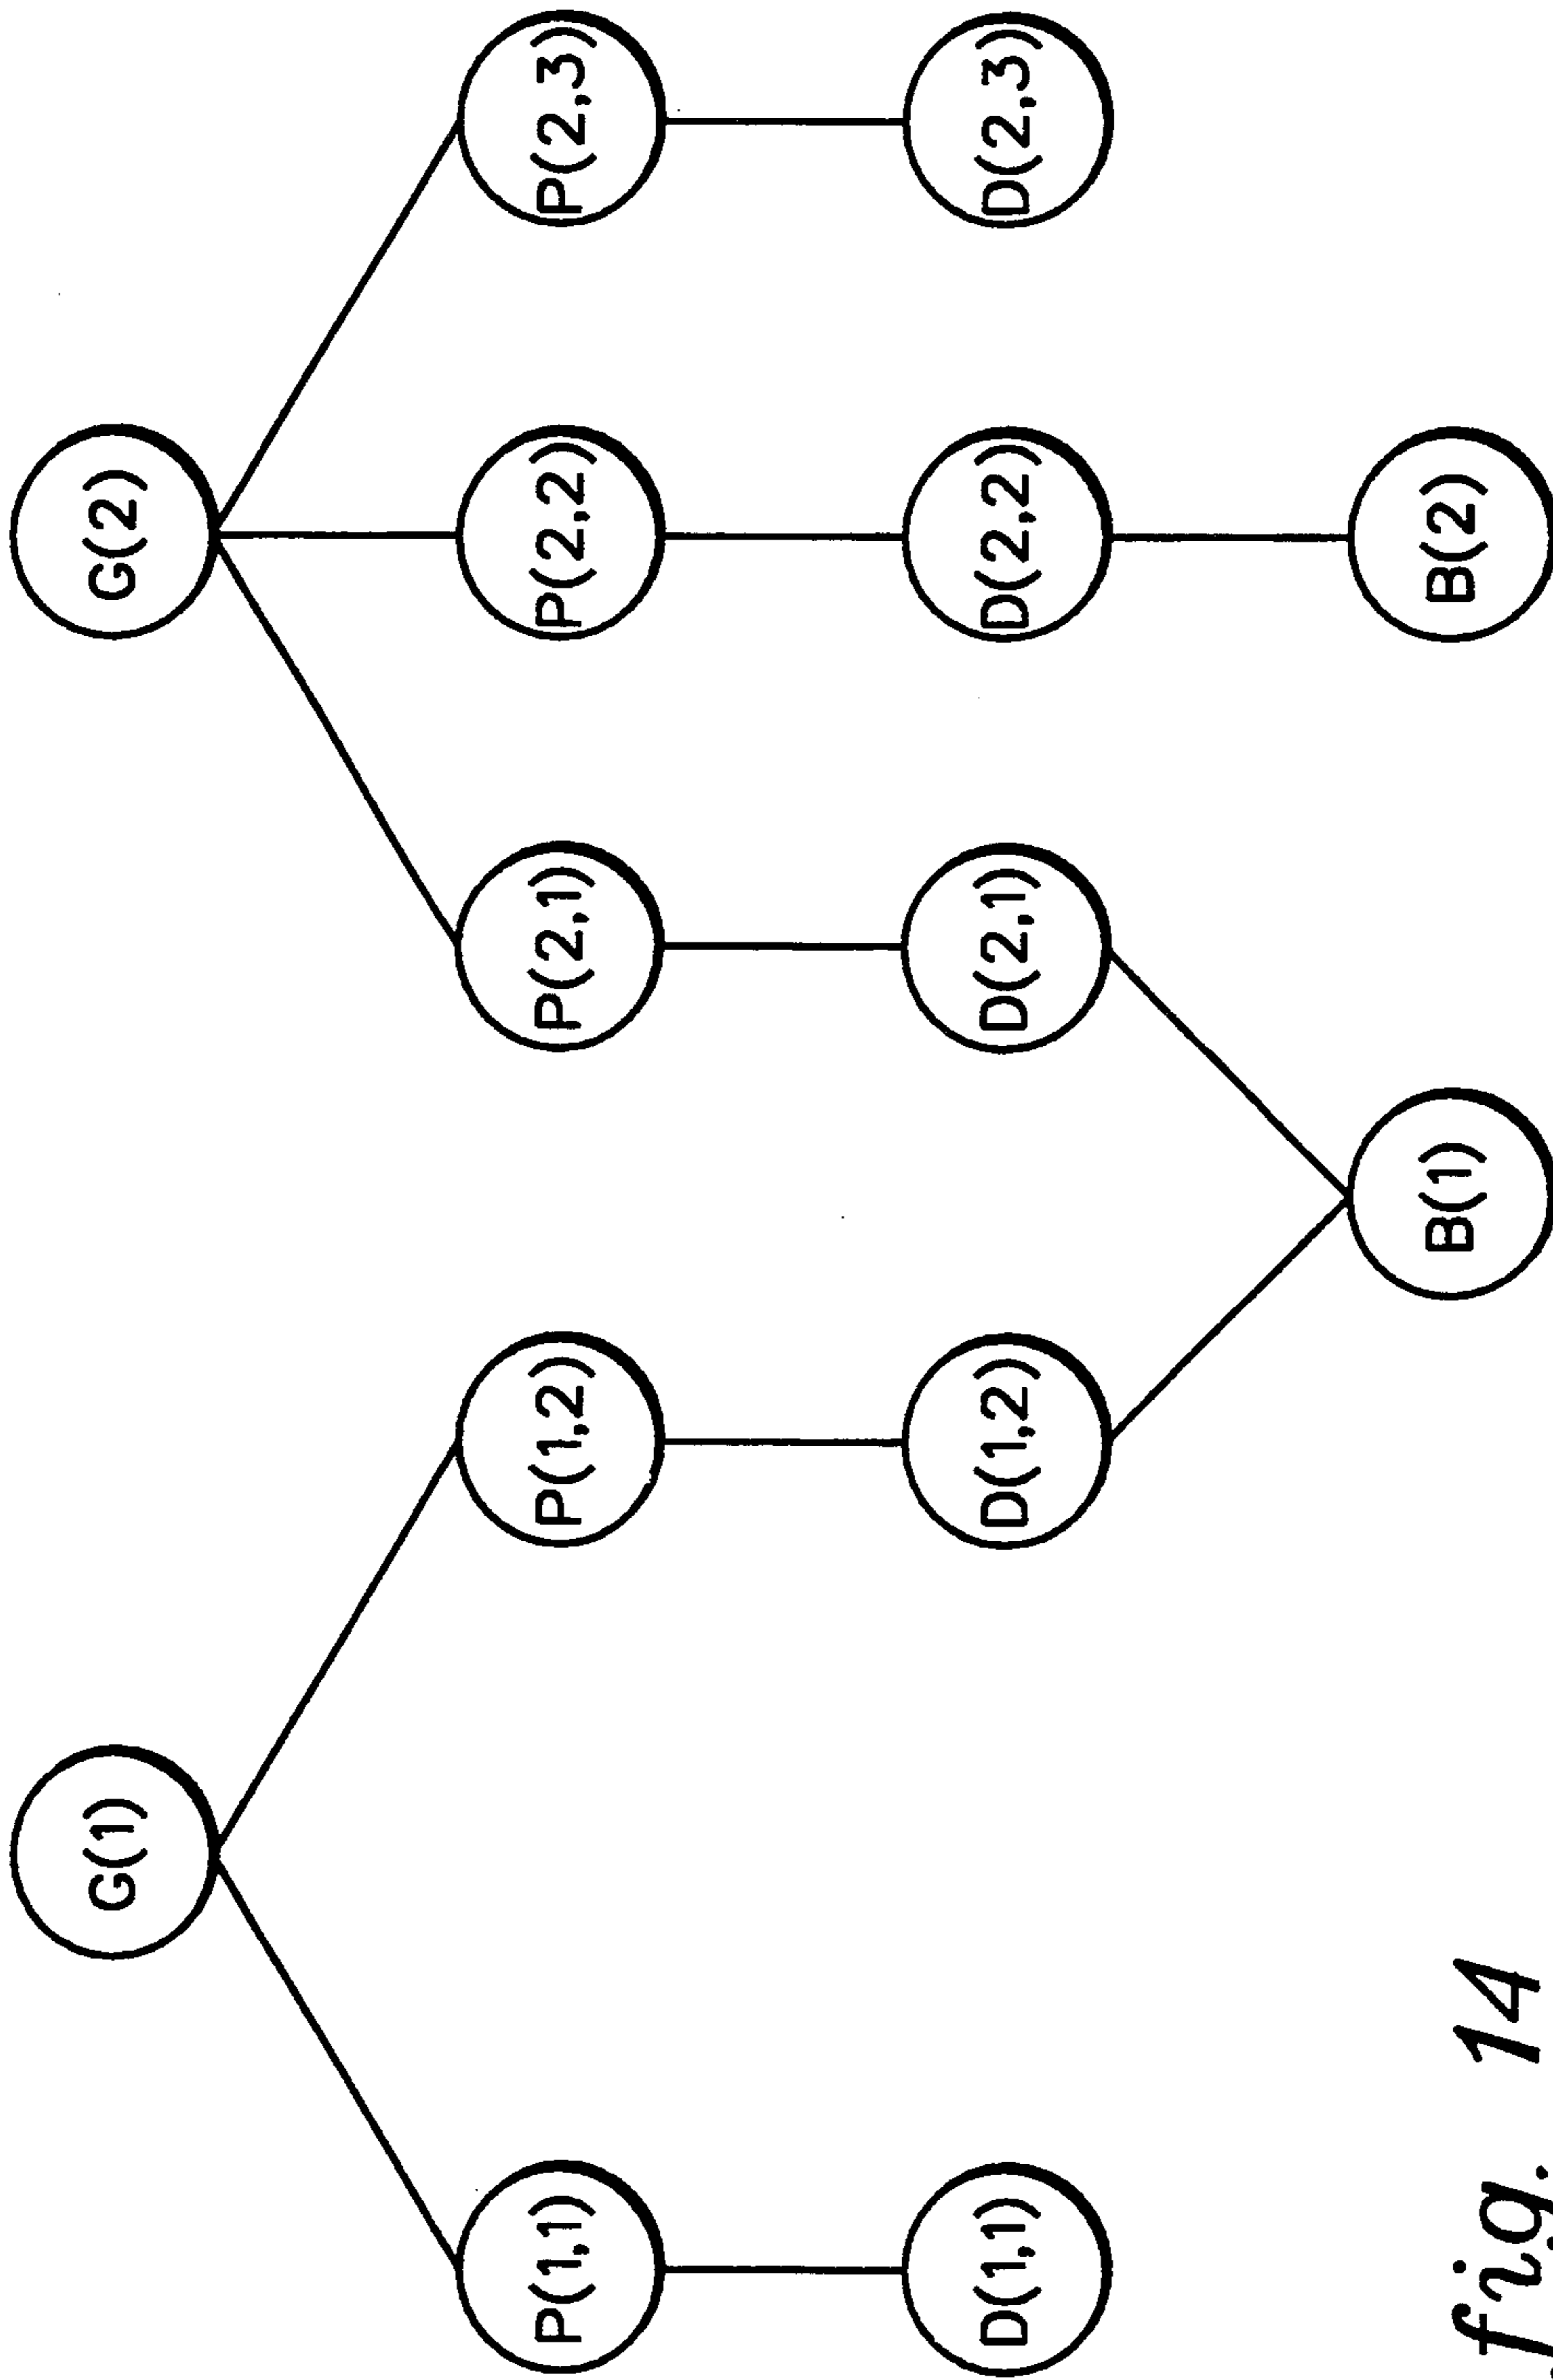 G(1) G(2)
P(1,1) P(1,2) P(2,1) P(2,2) P(2,3)
D(1,1) D(1,2) D(2,1) D(2,2) D(2,3)
B(1) B(2)
fig. 14